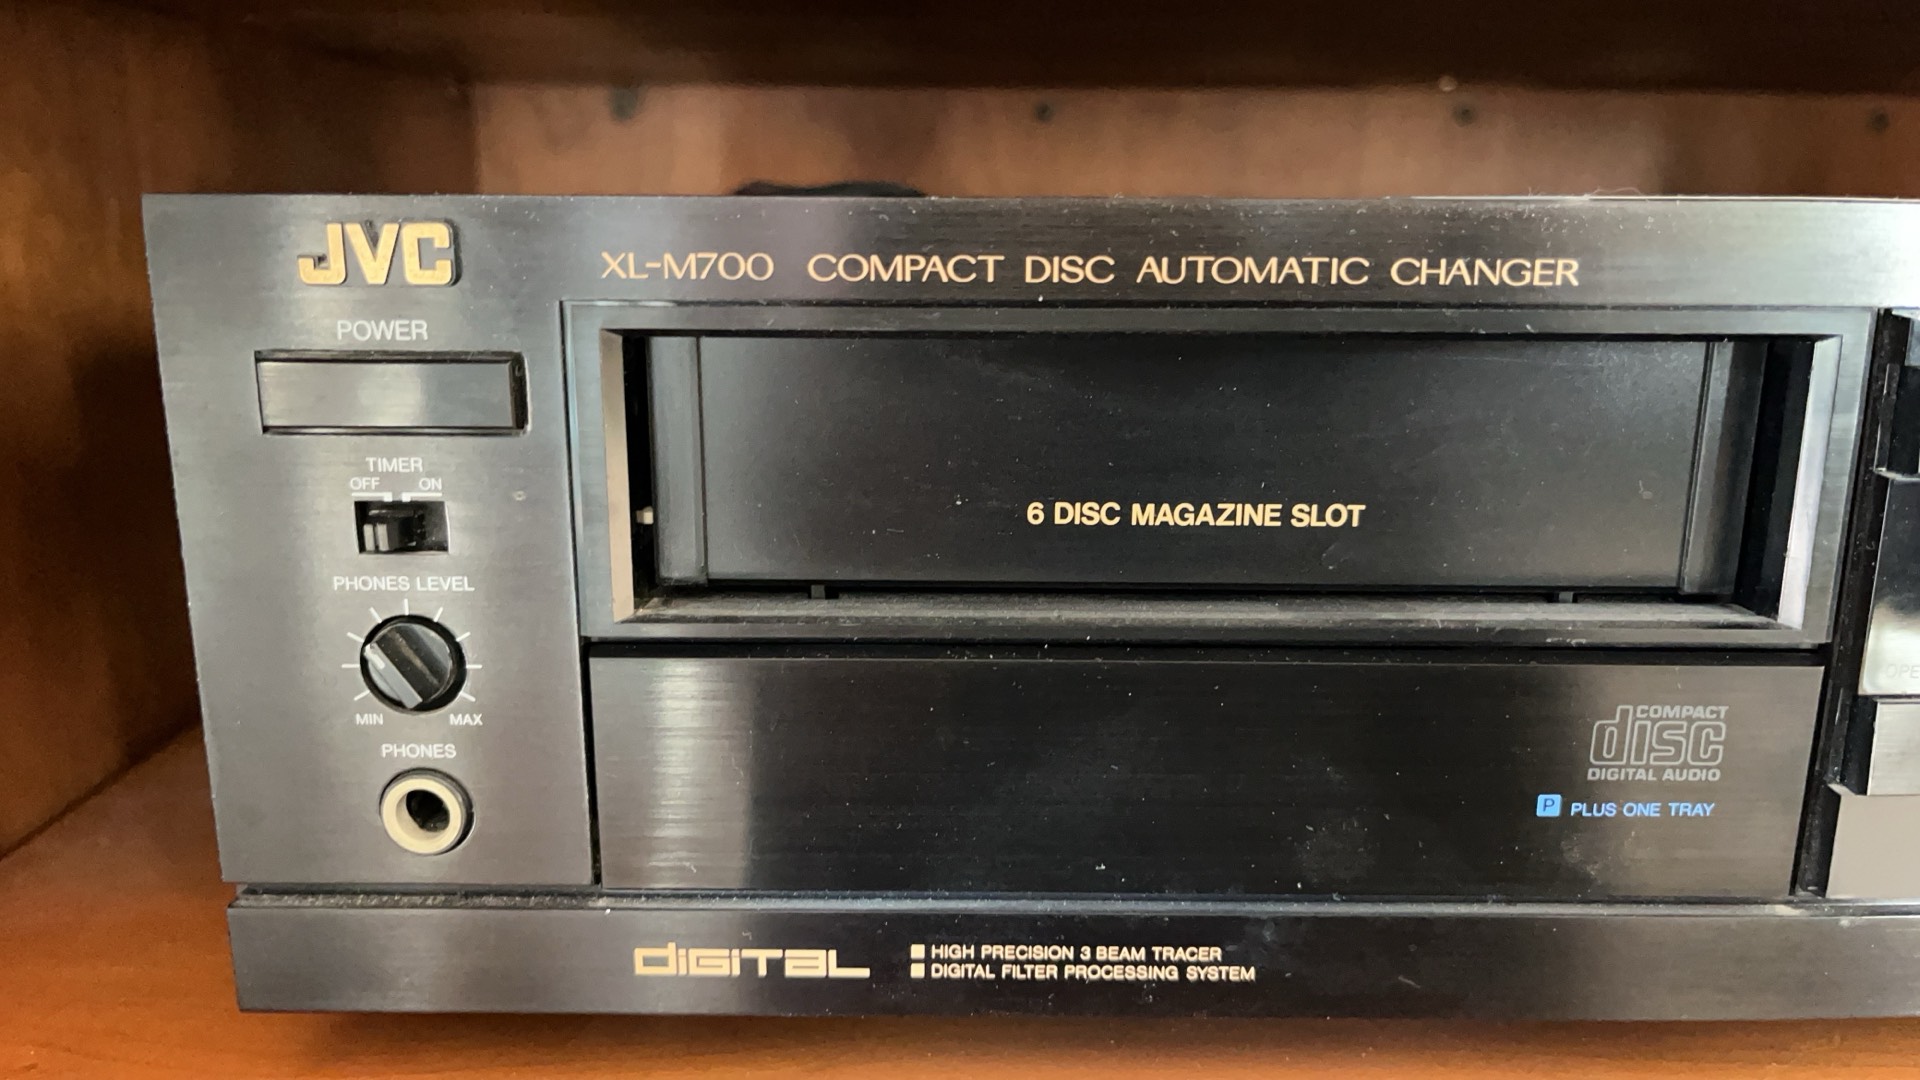 JVC
XL-M700 COMPACT DISC AUTOMATIC CHANGER
POWER
TIMER
OFF ON
6 DISC MAGAZINE SLOT
PHONES LEVEL
MIN MAX
PHONES
COMPACT
disc
DIGITAL AUDIO
P PLUS ONE TRAY
digital
HIGH PRECISION 3 BEAM TRACER
DIGITAL FILTER PROCESSING SYSTEM